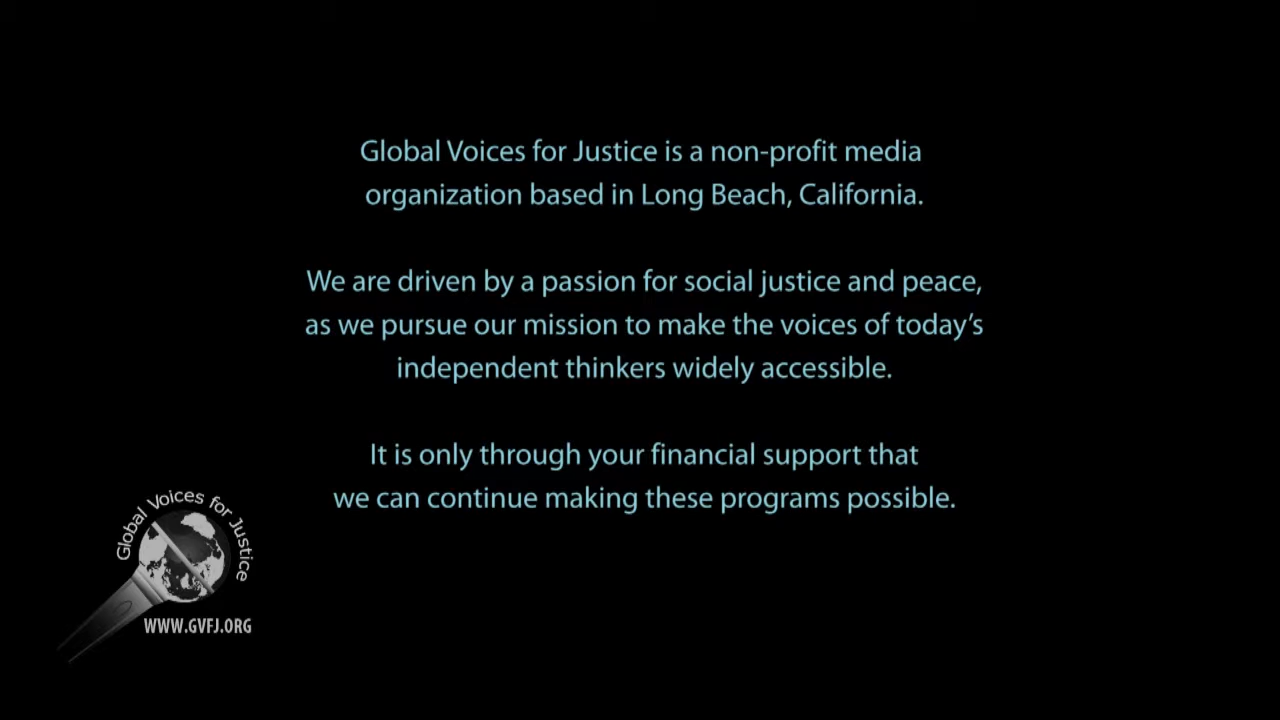 Global Voices for Justice is a non-profit media
organization based in Long Beach, California.
We are driven by a passion for social justice and peace,
as we pursue our mission to make the voices of today's
independent thinkers widely accessible.
It is only through your financial support that
we can continue making these programs possible.
Global Voices for Justice
WWW.GVFJ.ORG